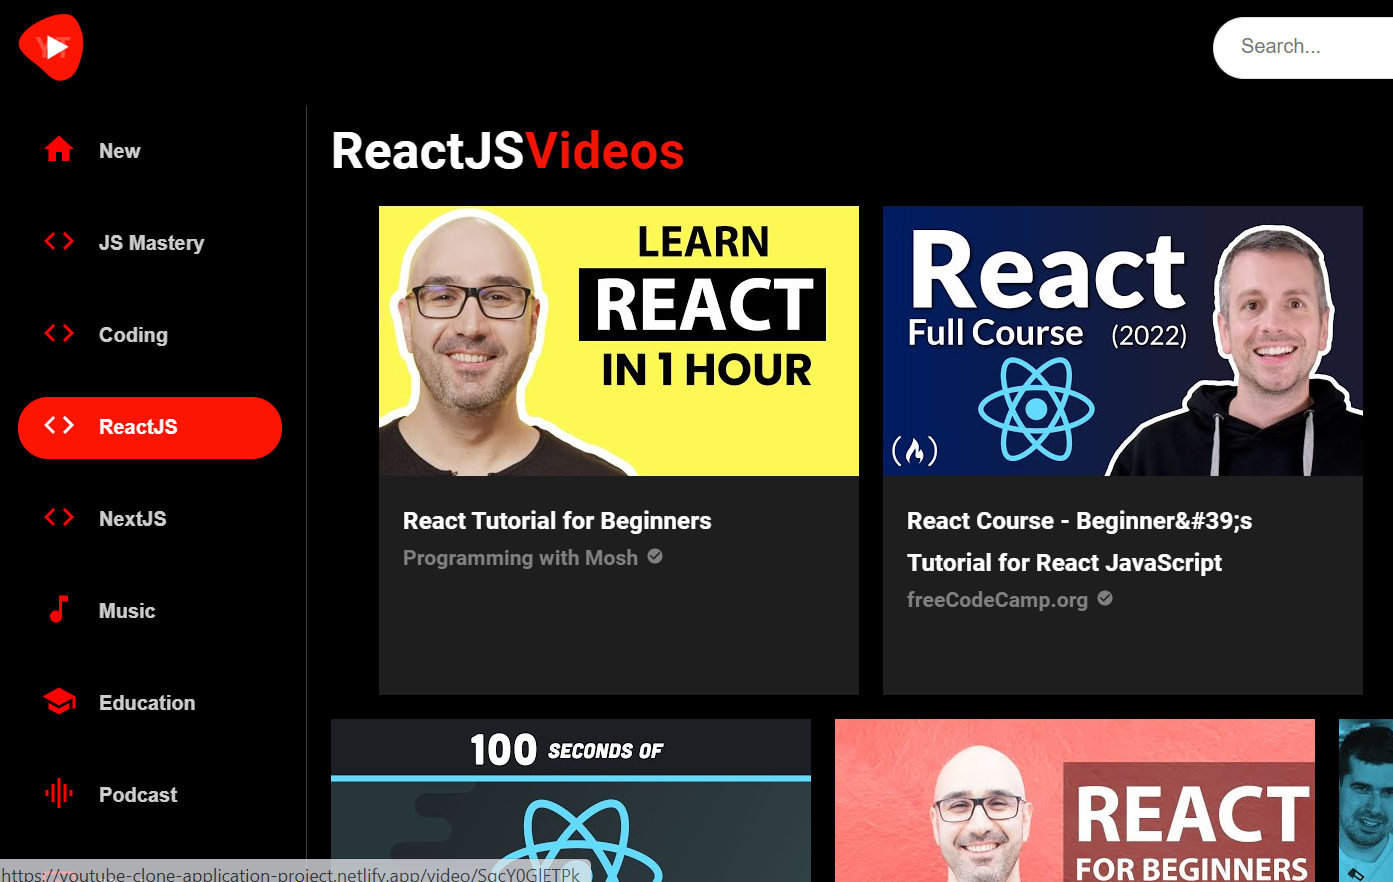 YT
Search...
New
JS Mastery
Coding
ReactJS
NextJS
Music
Education
Podcast
ReactJSVideos
LEARN
REACT
IN 1 HOUR
React Tutorial for Beginners
Programming with Mosh
React
Full Course (2022)
React Course - Beginner&#39;s
Tutorial for React JavaScript
freeCodeCamp.org
100 SECONDS OF
REACT
FOR BEGINNERS
https://youtube-clone-application-project.netlify.app/video/SqcY0GlETPk